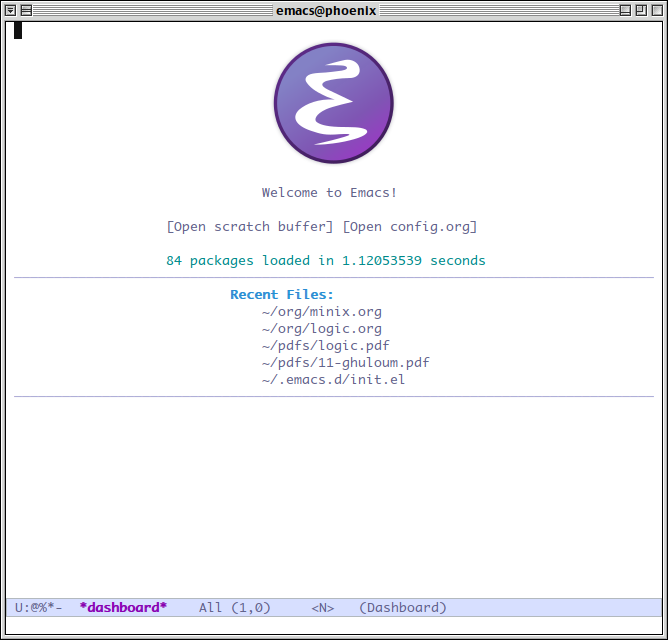 emacs@phoenix
Welcome to Emacs!
[Open scratch buffer] [Open config.org]
84 packages loaded in 1.12053539 seconds
Recent Files:
~/org/minix.org
~/org/logic.org
~/pdfs/logic.pdf
~/pdfs/11-ghuloum.pdf
~/.emacs.d/init.el
U:@%*-  *dashboard*    All (1,0)     <N>   (Dashboard)